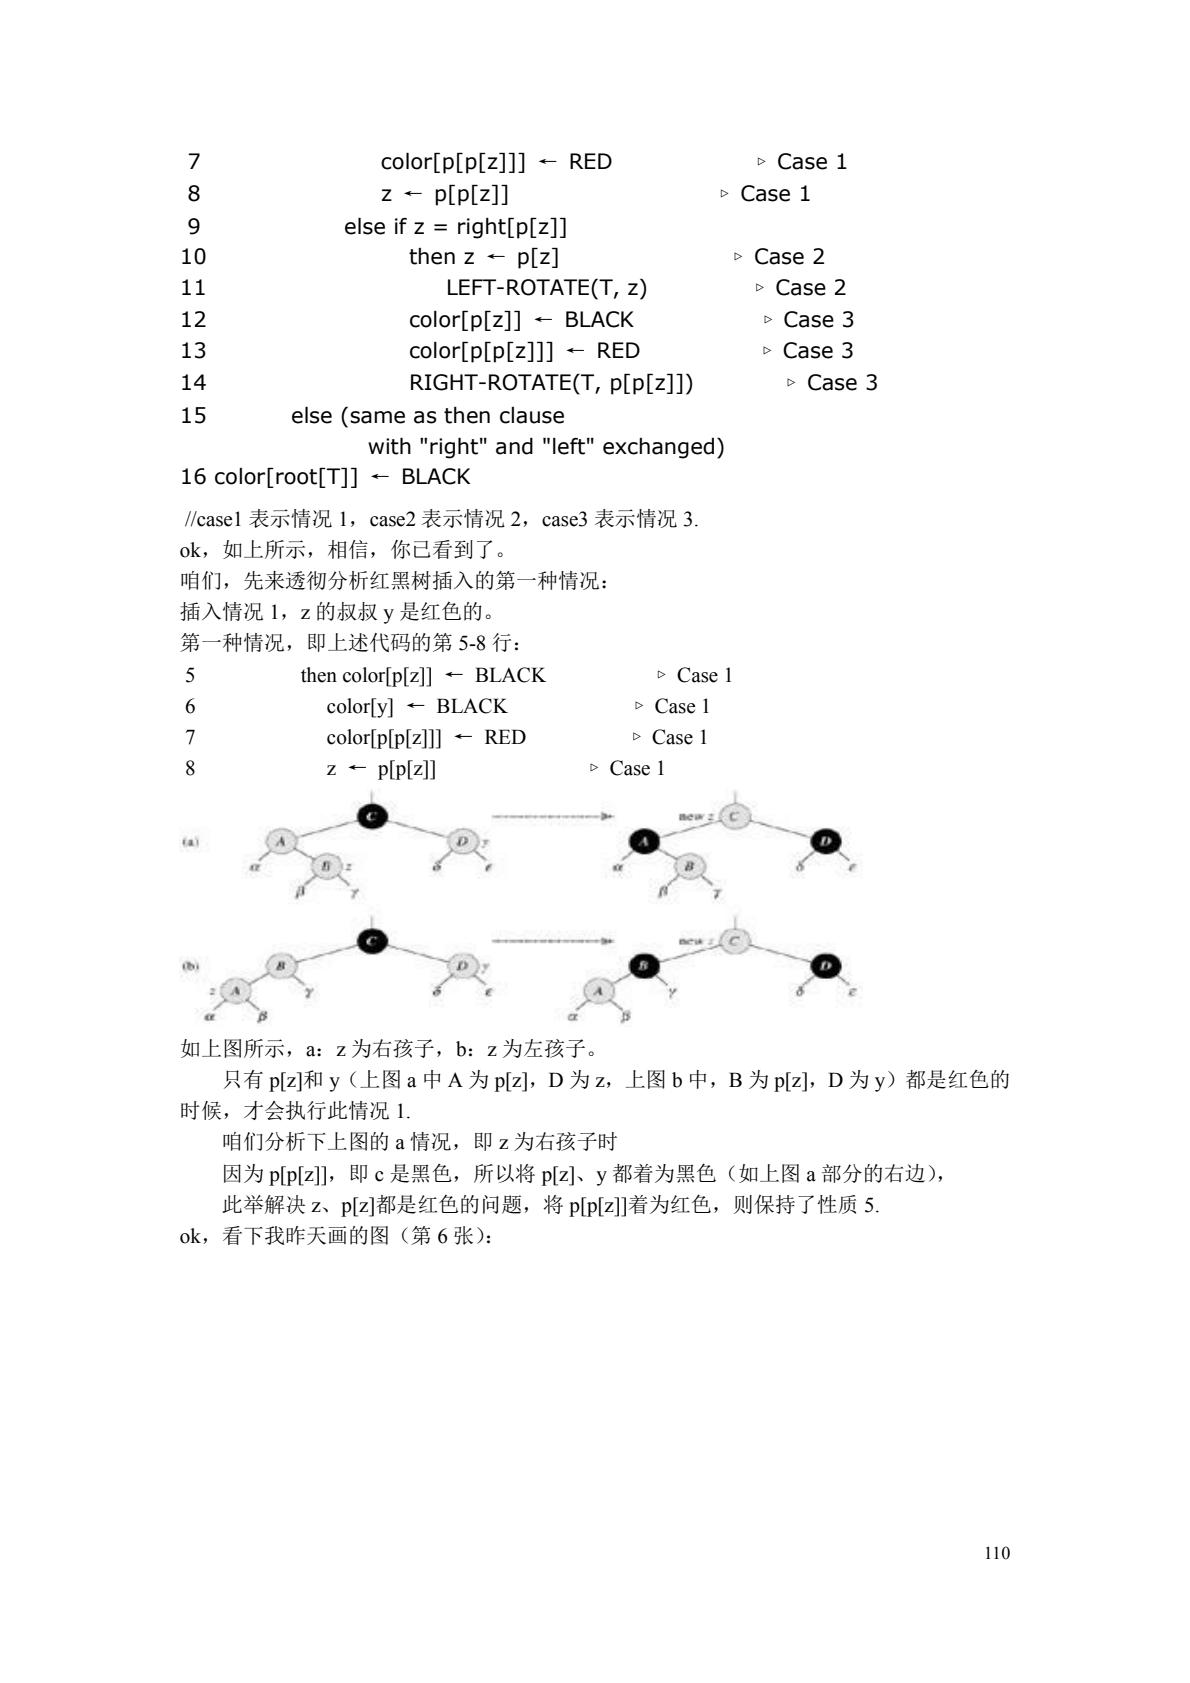 7 color[p[p[z]]] ← RED ▹ Case 1
8 z ← p[p[z]] ▹ Case 1
9 else if z = right[p[z]]
10 then z ← p[z] ▹ Case 2
11 LEFT-ROTATE(T, z) ▹ Case 2
12 color[p[z]] ← BLACK ▹ Case 3
13 color[p[p[z]]] ← RED ▹ Case 3
14 RIGHT-ROTATE(T, p[p[z]]) ▹ Case 3
15 else (same as then clause
with "right" and "left" exchanged)
16 color[root[T]] ← BLACK
//case1 表示情况 1，case2 表示情况 2，case3 表示情况 3.
ok，如上所示，相信，你已看到了。
咱们，先来透彻分析红黑树插入的第一种情况：
插入情况 1，z 的叔叔 y 是红色的。
第一种情况，即上述代码的第 5-8 行：
5 then color[p[z]] ← BLACK ▹ Case 1
6 color[y] ← BLACK ▹ Case 1
7 color[p[p[z]]] ← RED ▹ Case 1
8 z ← p[p[z]] ▹ Case 1
C new z C
(a) A D y A D
α B z δ ε α B δ ε
β γ β γ
C new z C
(b) B D y B D
z A γ δ ε A γ δ ε
α β α β
如上图所示，a：z 为右孩子，b：z 为左孩子。
只有 p[z]和 y（上图 a 中 A 为 p[z]，D 为 z，上图 b 中，B 为 p[z]，D 为 y）都是红色的
时候，才会执行此情况 1.
咱们分析下上图的 a 情况，即 z 为右孩子时
因为 p[p[z]]，即 c 是黑色，所以将 p[z]、y 都着为黑色（如上图 a 部分的右边），
此举解决 z、p[z]都是红色的问题，将 p[p[z]]着为红色，则保持了性质 5.
ok，看下我昨天画的图（第 6 张）：
110